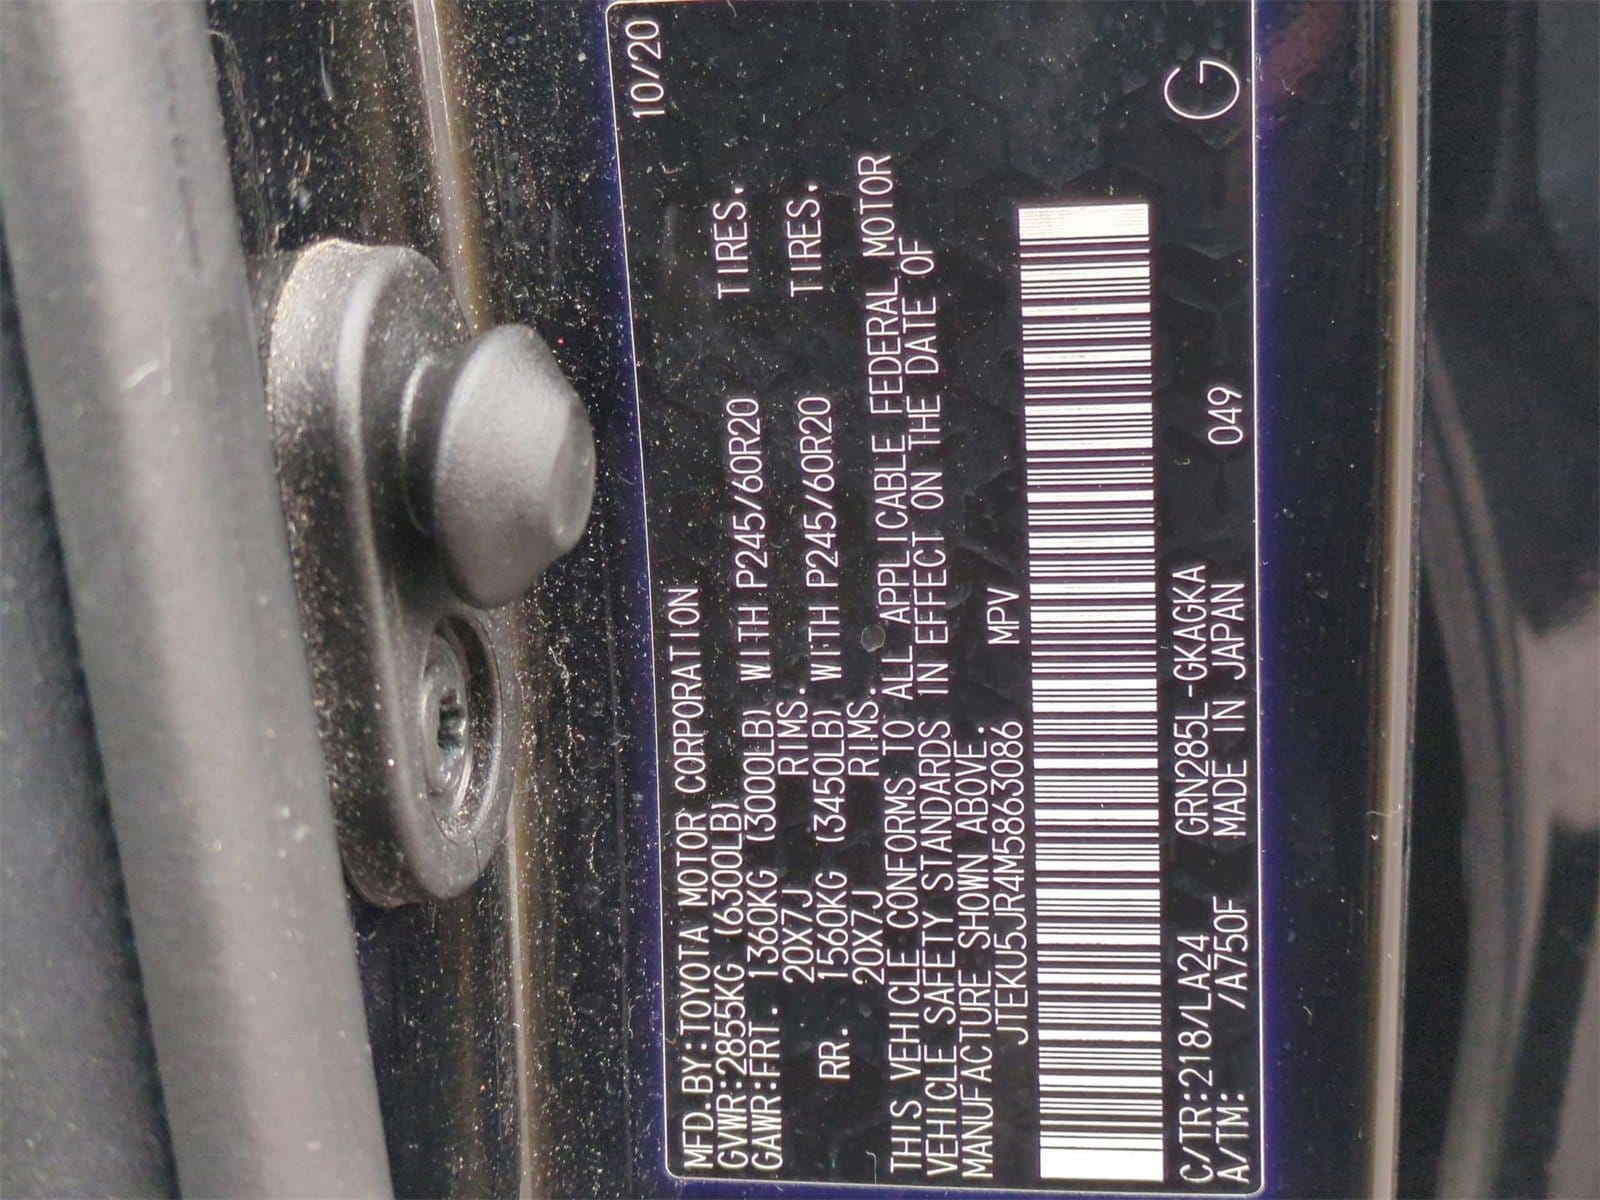 MFD.BY:TOYOTA MOTOR CORPORATION 10/20
GVWR:2855KG (6300LB)
GAWR:FRT. 1360KG (3000LB) WITH P245/60R20 TIRES.
20X7J RIMS.
RR. 1560KG (3450LB) WITH P245/60R20 TIRES.
20X7J RIMS.
THIS VEHICLE CONFORMS TO ALL APPLICABLE FEDERAL MOTOR
VEHICLE SAFETY STANDARDS IN EFFECT ON THE DATE OF
MANUFACTURE SHOWN ABOVE.
JTEKU5JR4M5863086 MPV
C/TR:218/LA24 GRN285L-GKAGKA
A/TM: /A750F MADE IN JAPAN 049
G